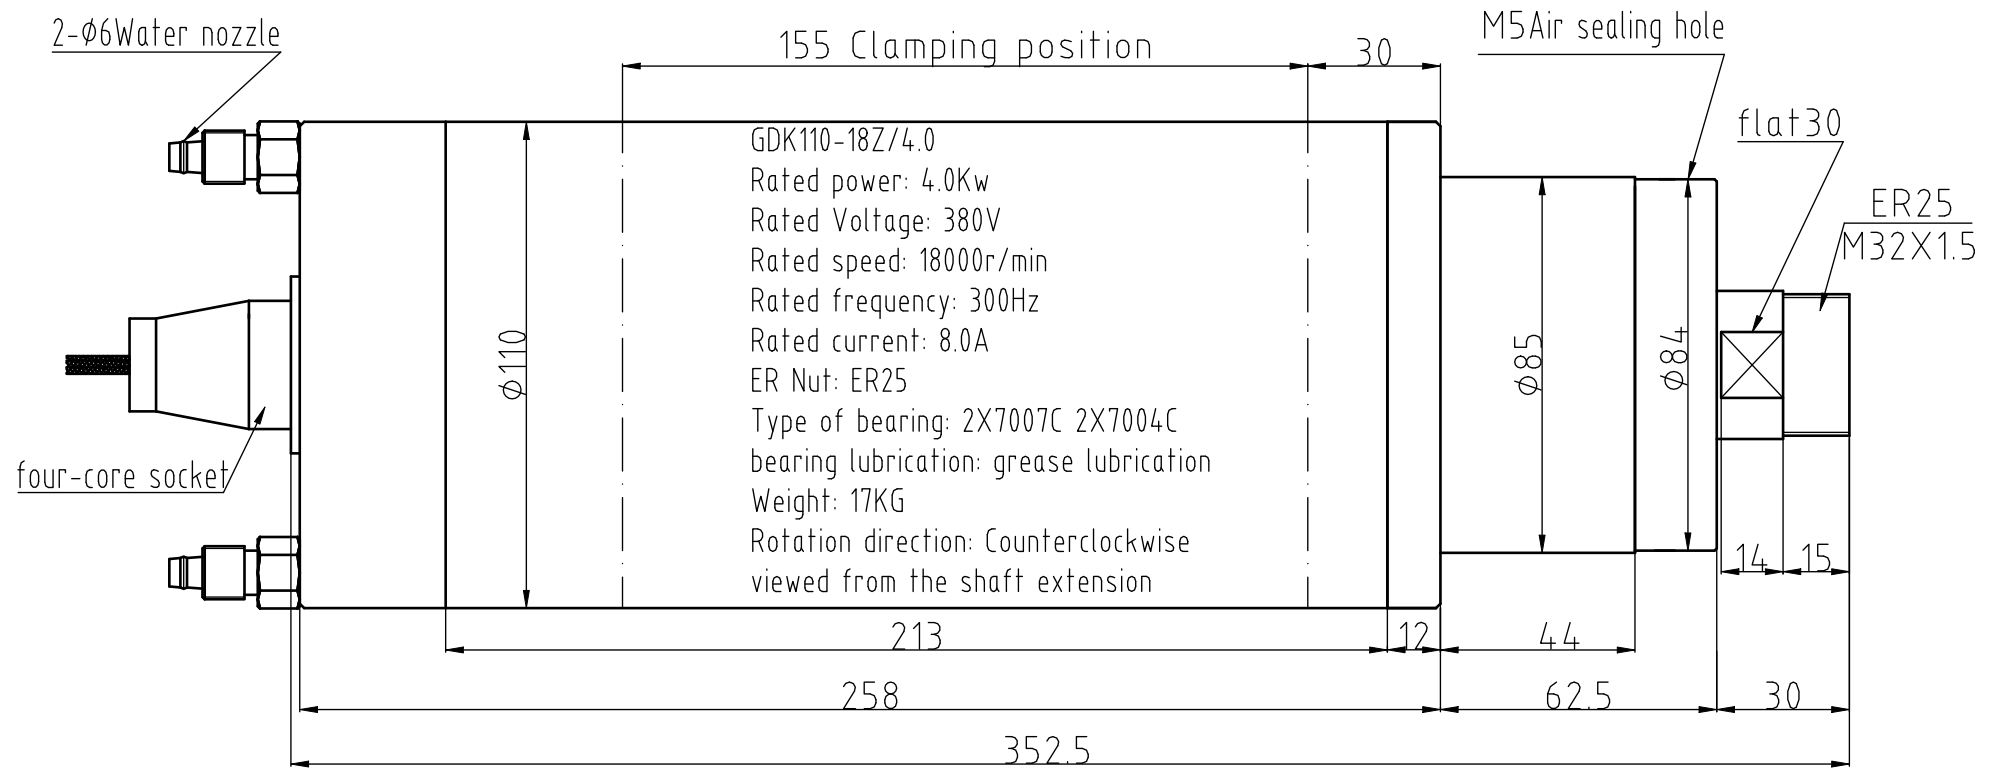 2-ϕ6Water nozzle
155 Clamping position
30
M5Air sealing hole
flat30
ER25
M32X1.5
GDK110-18Z/4.0
Rated power: 4.0Kw
Rated Voltage: 380V
Rated speed: 18000r/min
Rated frequency: 300Hz
Rated current: 8.0A
ER Nut: ER25
Type of bearing: 2X7007C 2X7004C
bearing lubrication: grease lubrication
Weight: 17KG
Rotation direction: Counterclockwise
viewed from the shaft extension
ϕ110
ϕ85
ϕ84
four-core socket
14
15
213
12
44
258
62.5
30
352.5